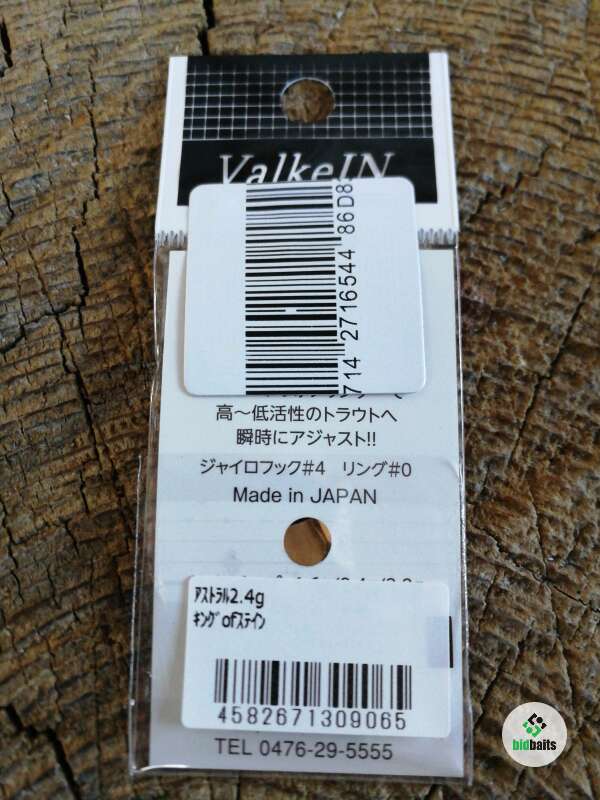 ValkeIN
714 2716544 86D8
高〜低活性のトラウトへ
瞬時にアジャスト!!
ジャイロフック#4 リング#0
Made in JAPAN
ｱｽﾄﾗﾙ2.4g
ｷﾝｸﾞofｽﾃｲﾝ
4582671309065
TEL 0476-29-5555
bidbaits